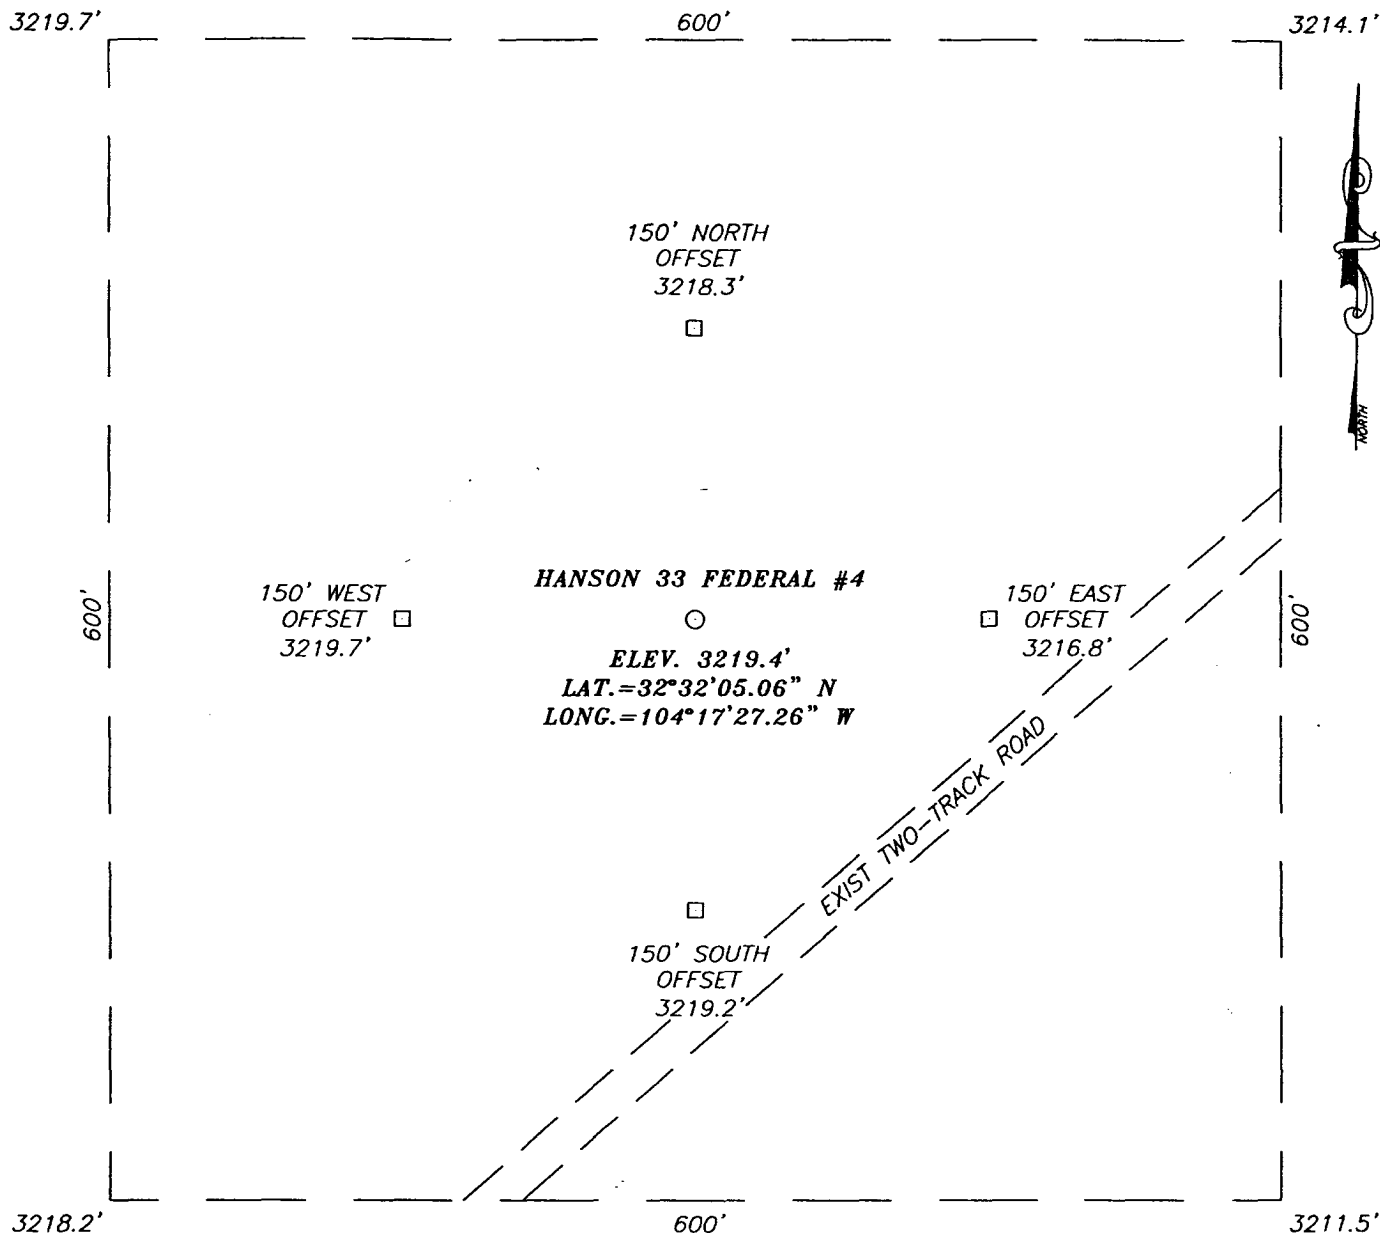 3219.7'
600'
3214.1'
NORTH
150' NORTH
OFFSET
3218.3'
600'
150' WEST
OFFSET
3219.7'
HANSON 33 FEDERAL #4
ELEV. 3219.4'
LAT.=32°32'05.06" N
LONG.=104°17'27.26" W
150' EAST
OFFSET
3216.8'
600'
EXIST TWO-TRACK ROAD
150' SOUTH
OFFSET
3219.2'
3218.2'
600'
3211.5'